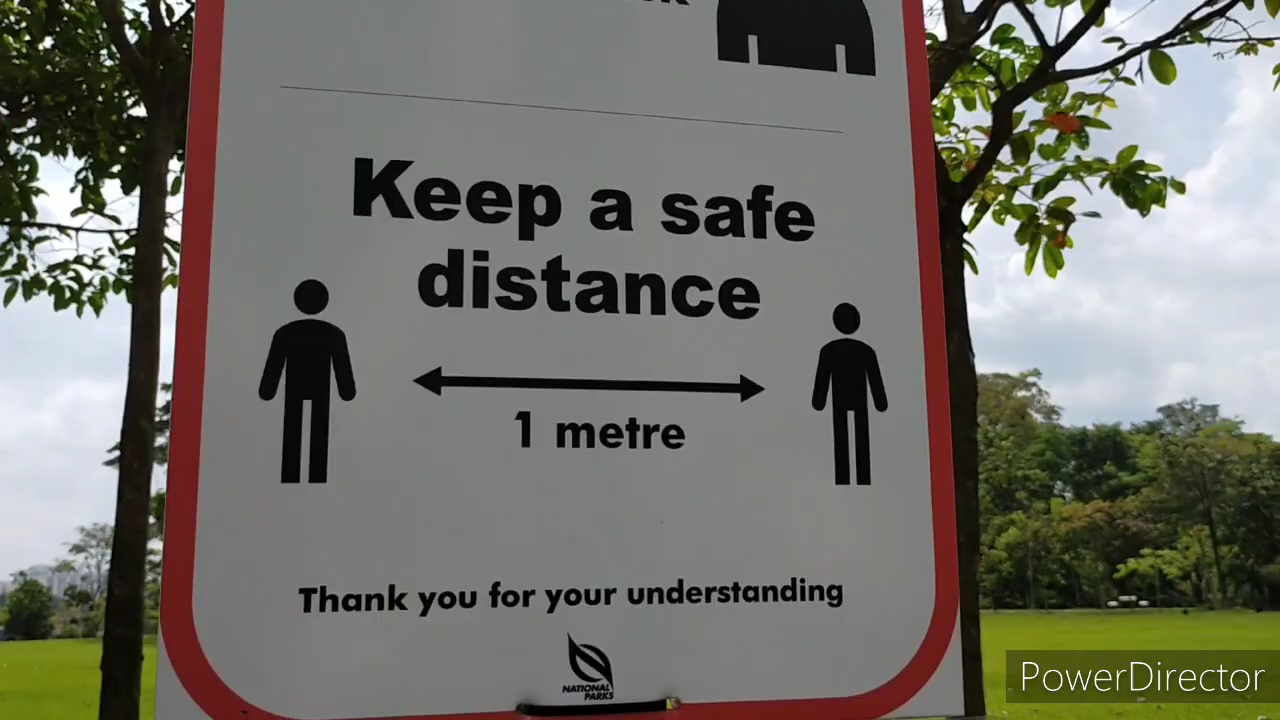 Keep a safe
distance
1 metre
Thank you for your understanding
NATIONAL
PARKS
PowerDirector